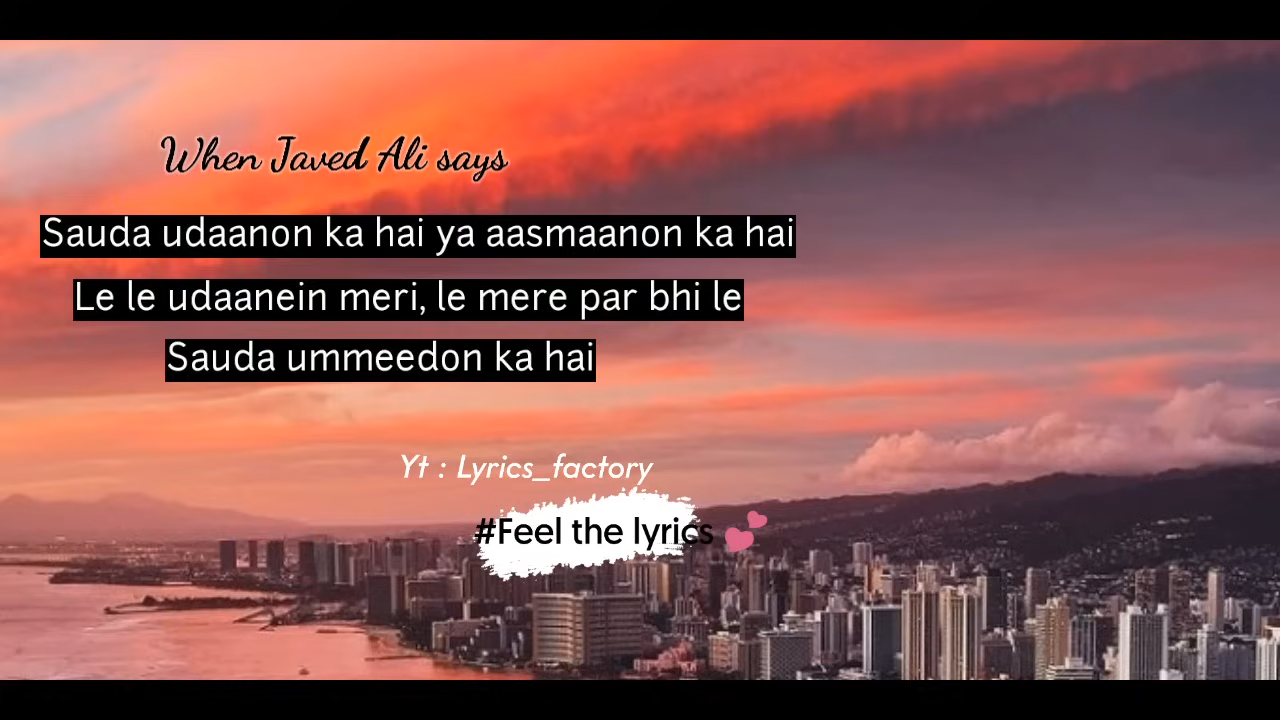 When Javed Ali says
Sauda udaanon ka hai ya aasmaanon ka hai
Le le udaanein meri, le mere par bhi le
Sauda ummeedon ka hai
Yt : Lyrics_factory
#Feel the lyrics 💕